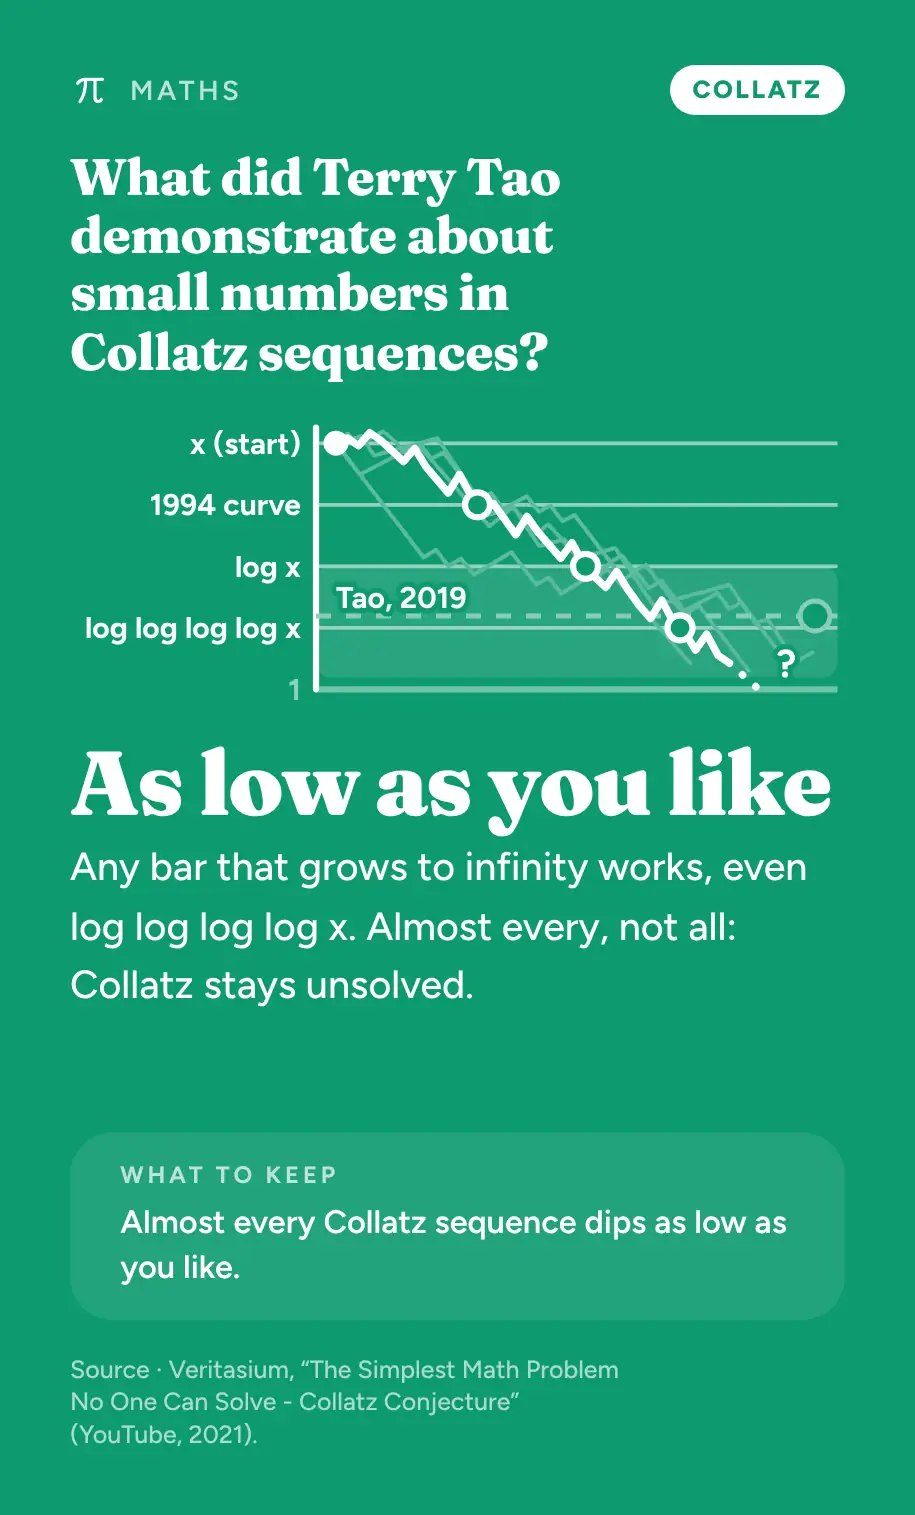 π MATHS
COLLATZ
What did Terry Tao
demonstrate about
small numbers in
Collatz sequences?
x (start)
1994 curve
log x
Tao, 2019
log log log log x
?
1
As low as you like
Any bar that grows to infinity works, even
log log log log x. Almost every, not all:
Collatz stays unsolved.
WHAT TO KEEP
Almost every Collatz sequence dips as low as
you like.
Source · Veritasium, “The Simplest Math Problem
No One Can Solve - Collatz Conjecture”
(YouTube, 2021).